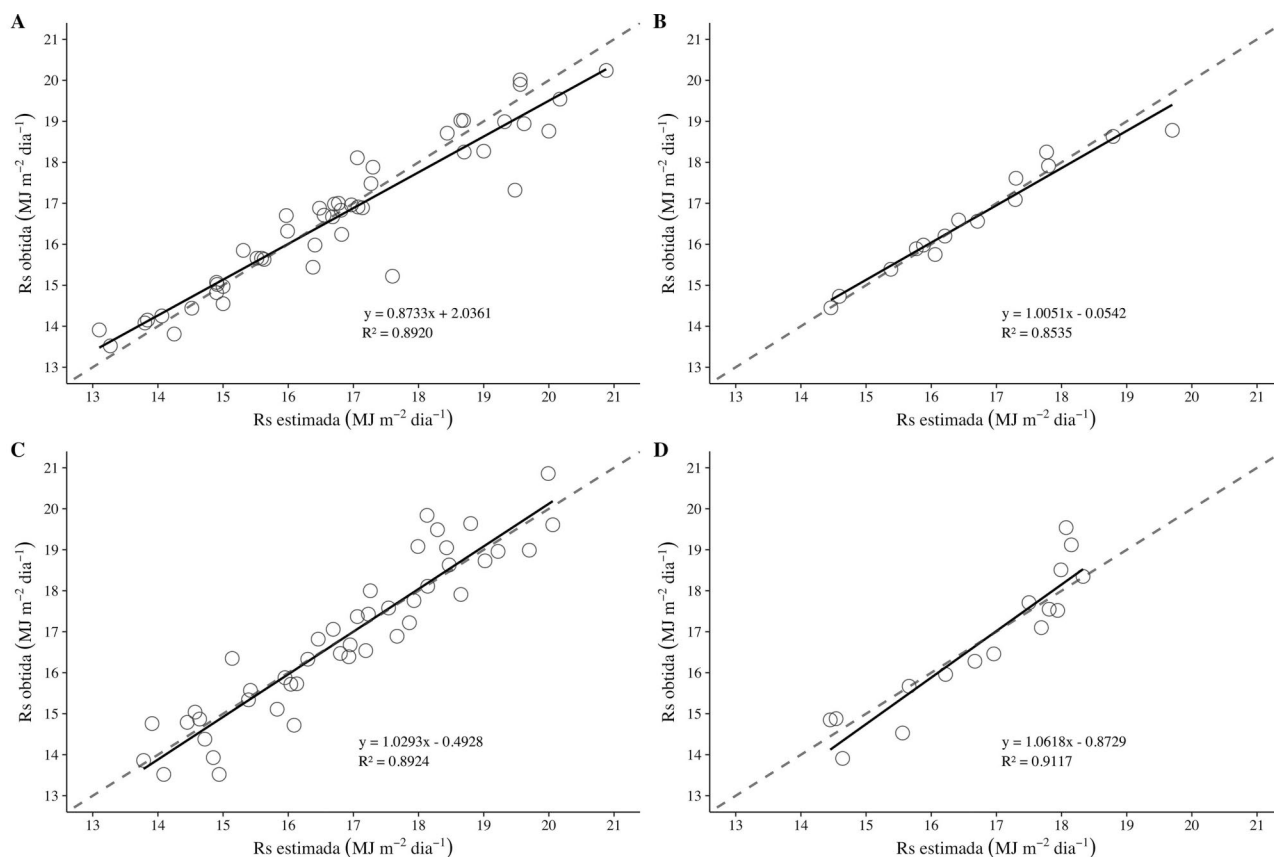 A
21
20
19
18
17
16
15
14
13
Rs obtida (MJ m⁻² dia⁻¹)
y = 0.8733x + 2.0361
R² = 0.8920
13 14 15 16 17 18 19 20 21
Rs estimada (MJ m⁻² dia⁻¹)
B
21
20
19
18
17
16
15
14
13
Rs obtida (MJ m⁻² dia⁻¹)
y = 1.0051x - 0.0542
R² = 0.8535
13 14 15 16 17 18 19 20 21
Rs estimada (MJ m⁻² dia⁻¹)
C
21
20
19
18
17
16
15
14
13
Rs obtida (MJ m⁻² dia⁻¹)
y = 1.0293x - 0.4928
R² = 0.8924
13 14 15 16 17 18 19 20 21
Rs estimada (MJ m⁻² dia⁻¹)
D
21
20
19
18
17
16
15
14
13
Rs obtida (MJ m⁻² dia⁻¹)
y = 1.0618x - 0.8729
R² = 0.9117
13 14 15 16 17 18 19 20 21
Rs estimada (MJ m⁻² dia⁻¹)